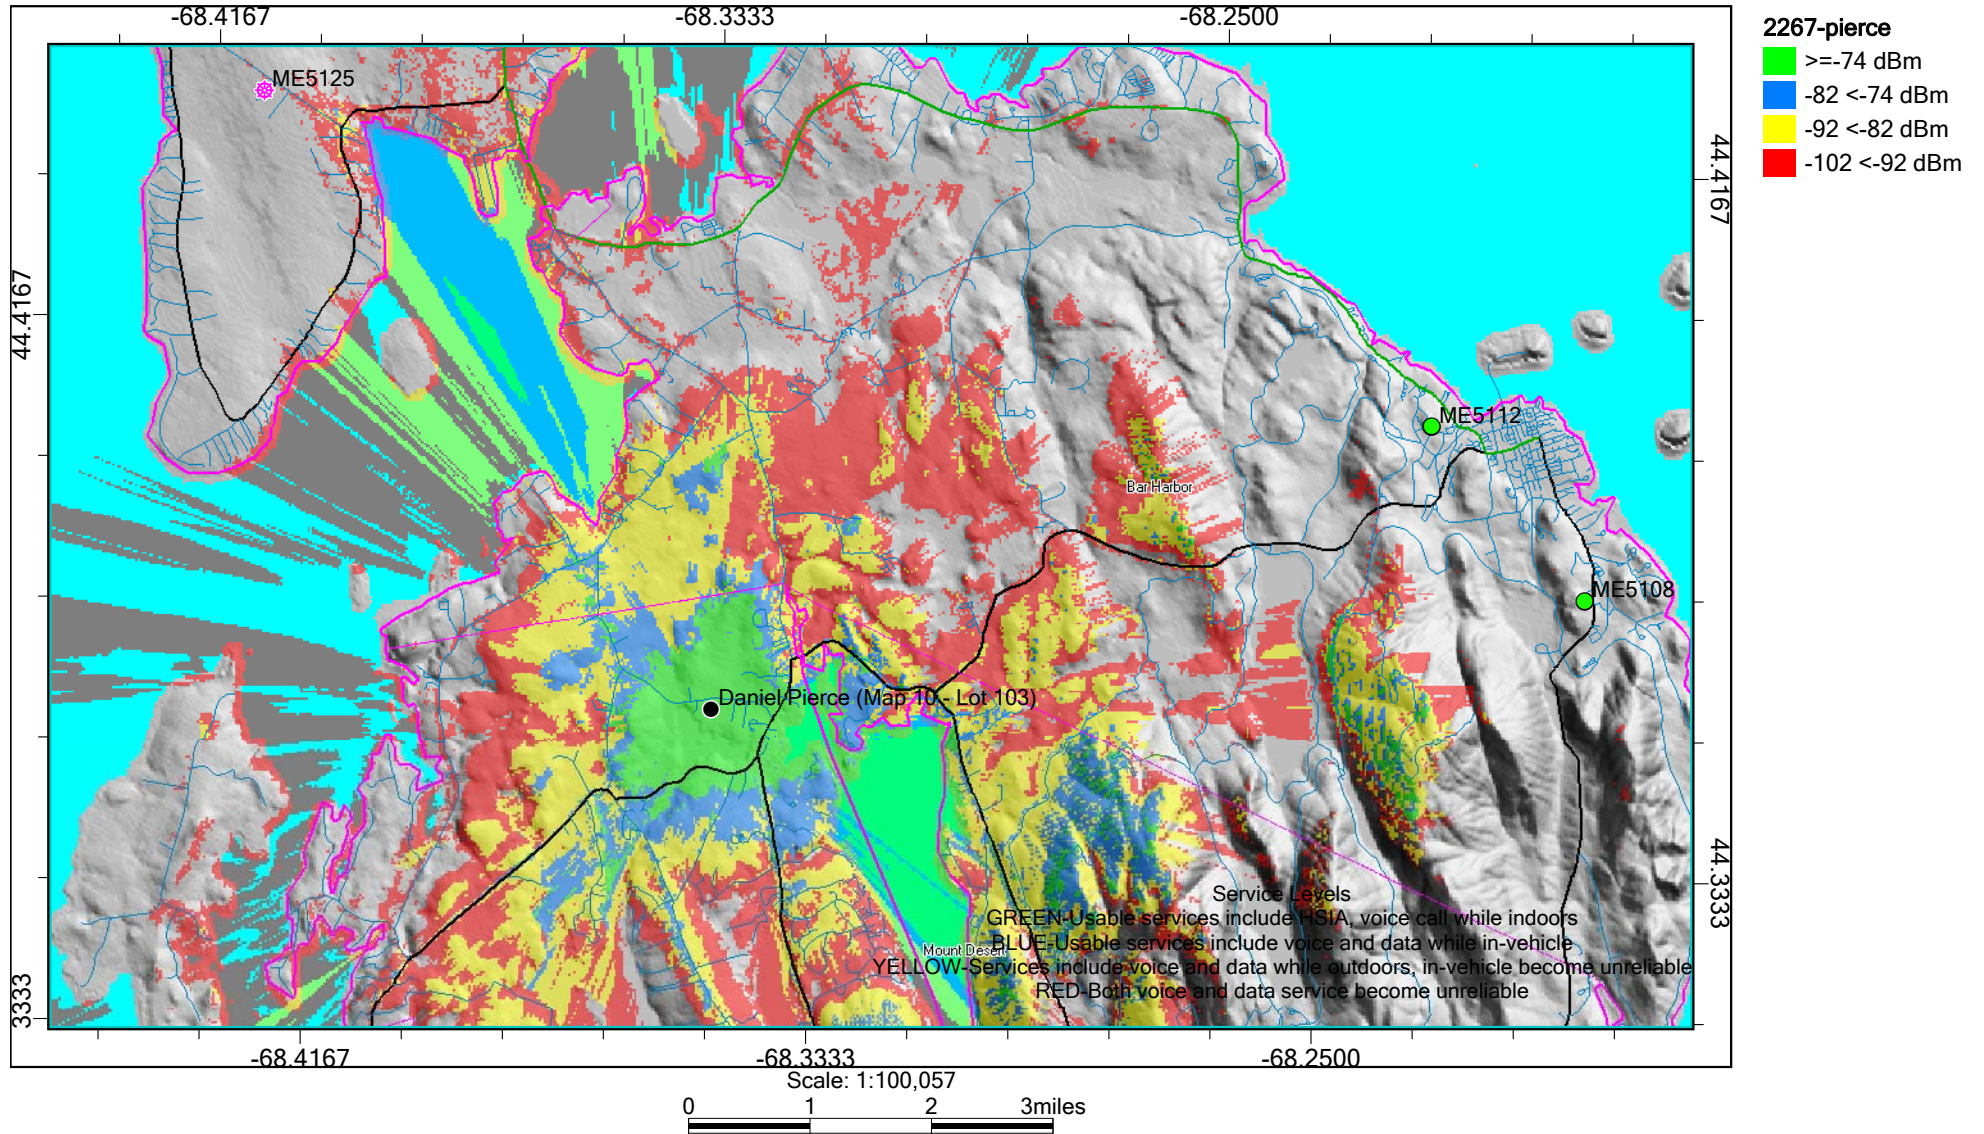 -68.4167
-68.3333
-68.2500
2267-pierce
>=-74 dBm
-82 <-74 dBm
-92 <-82 dBm
-102 <-92 dBm
ME5125
44.4167
44.4167
ME5112
Bar Harbor
ME5108
Daniel Pierce (Map 10 - Lot 103)
44.3333
Service Levels
GREEN-Usable services include HSIA, voice call while indoors
BLUE-Usable services include voice and data while in-vehicle
Mount Desert
YELLOW-Services include voice and data while outdoors, in-vehicle become unreliable
RED-Both voice and data service become unreliable
3333
-68.4167
-68.3333
-68.2500
Scale: 1:100,057
0 1 2 3miles